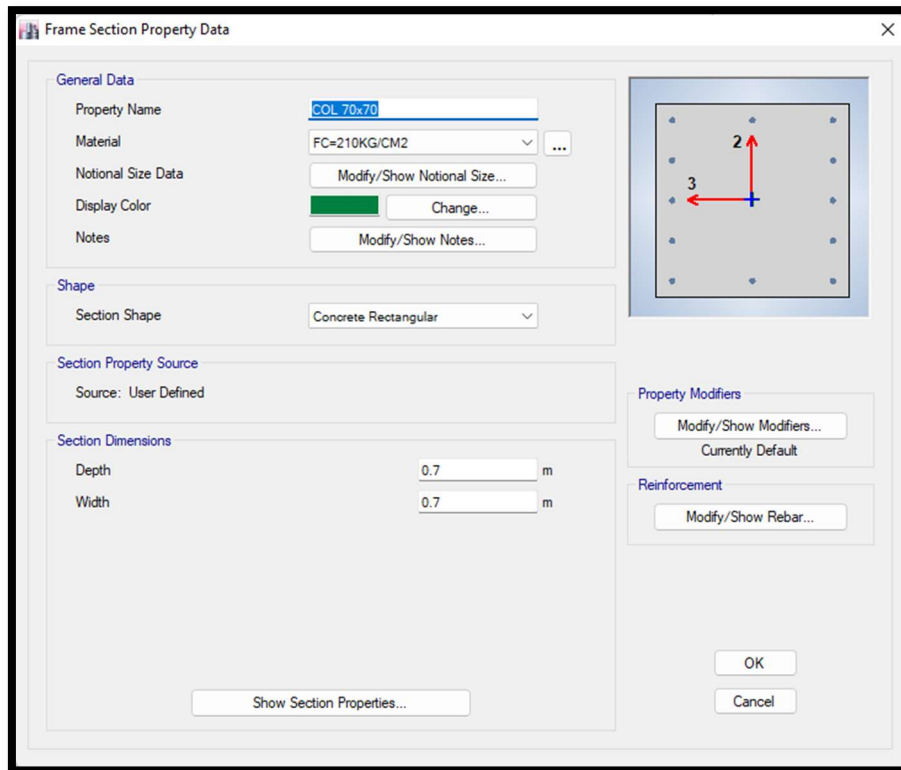 Frame Section Property Data
General Data
Property Name COL 70x70
Material FC=210KG/CM2 ...
Notional Size Data Modify/Show Notional Size...
Display Color Change...
Notes Modify/Show Notes...
2
3
Shape
Section Shape Concrete Rectangular
Section Property Source
Source: User Defined
Section Dimensions
Depth 0.7 m
Width 0.7 m
Show Section Properties...
Property Modifiers
Modify/Show Modifiers...
Currently Default
Reinforcement
Modify/Show Rebar...
OK
Cancel